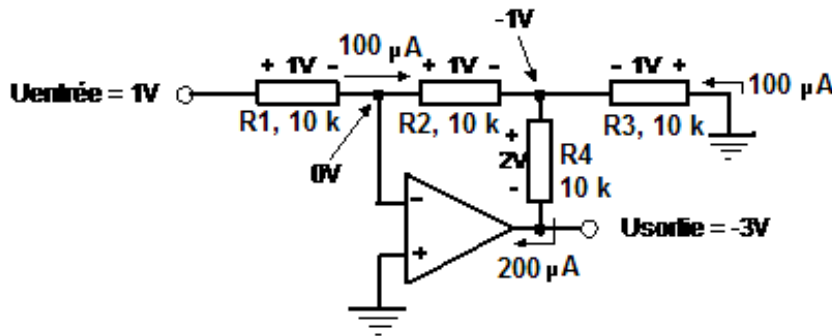 -1V
+ 1V - 100 µA + 1V - - 1V + 100 µA
Uentrée = 1V
R1, 10 k R2, 10 k R3, 10 k
0V
+
2V
-
R4
10 k
-
+
Usortie = -3V
200 µA